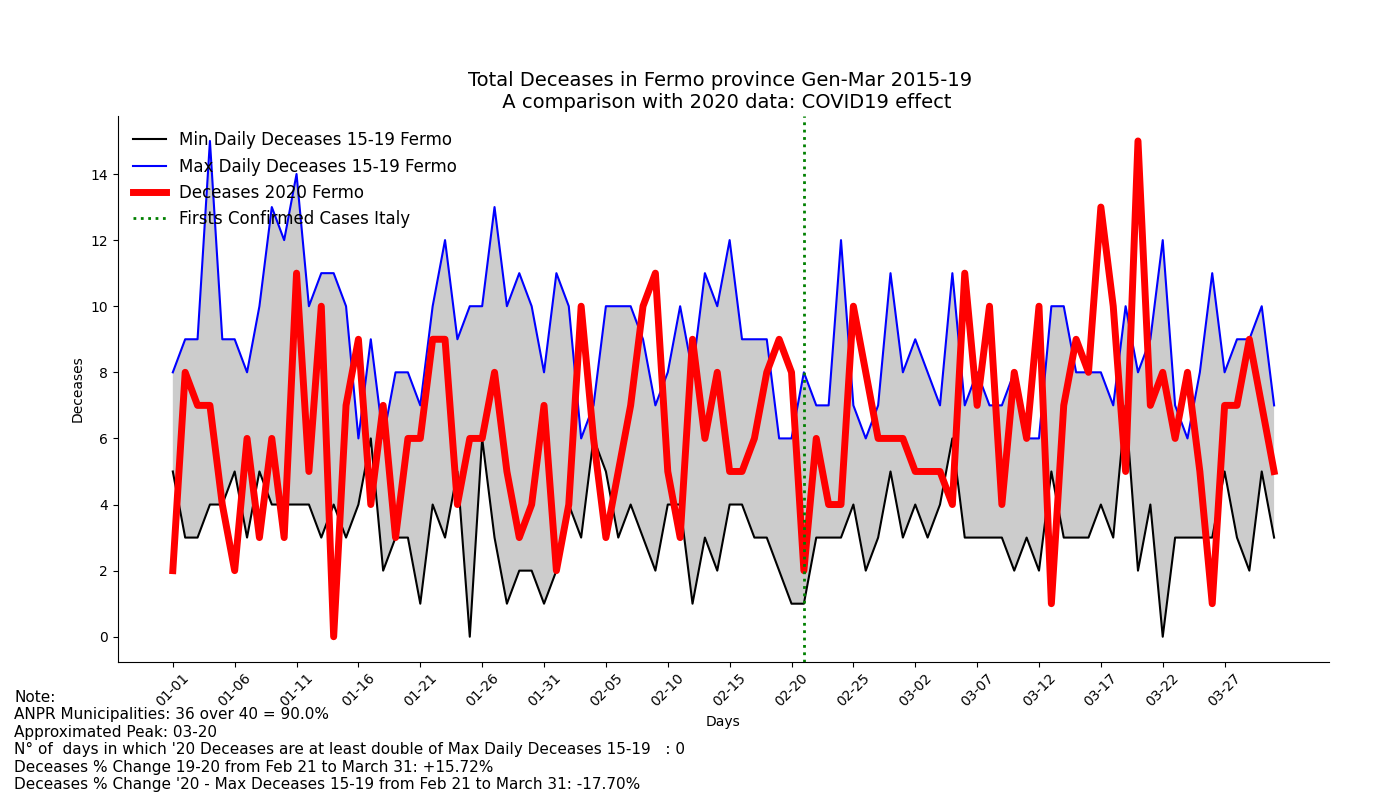 Total Deceases in Fermo province Gen-Mar 2015-19
A comparison with 2020 data: COVID19 effect
Min Daily Deceases 15-19 Fermo
Max Daily Deceases 15-19 Fermo
Deceases 2020 Fermo
Firsts Confirmed Cases Italy
Deceases
14
12
10
8
6
4
2
0
01-01 01-06 01-11 01-16 01-21 01-26 01-31 02-05 02-10 02-15 02-20 02-25 03-02 03-07 03-12 03-17 03-22 03-27
Days
Note:
ANPR Municipalities: 36 over 40 = 90.0%
Approximated Peak: 03-20
N° of  days in which '20 Deceases are at least double of Max Daily Deceases 15-19   : 0
Deceases % Change 19-20 from Feb 21 to March 31: +15.72%
Deceases % Change '20 - Max Deceases 15-19 from Feb 21 to March 31: -17.70%